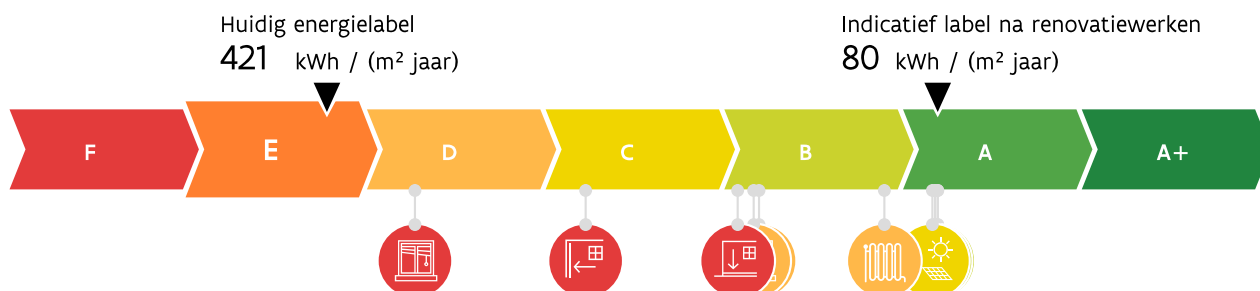 Huidig energielabel
421 kWh / (m² jaar)
Indicatief label na renovatiewerken
80 kWh / (m² jaar)
F E D C B A A+